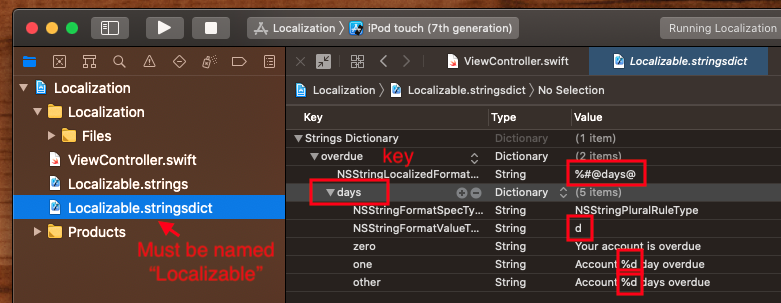 Localization 〉 iPod touch (7th generation)
Running Localization
ViewController.swift
Localizable.stringsdict
Localization 〉 Localizable.stringsdict 〉 No Selection
Localization
Localization
Files
ViewController.swift
Localizable.strings
Localizable.stringsdict
Products
Must be named
"Localizable"
Key Type Value
Strings Dictionary Dictionary (1 item)
overdue key Dictionary (2 items)
NSStringLocalizedFormat... String %#@days@
days Dictionary (5 items)
NSStringFormatSpecTy... String NSStringPluralRuleType
NSStringFormatValueT... String d
zero String Your account is overdue
one String Account %d day overdue
other String Account %d days overdue